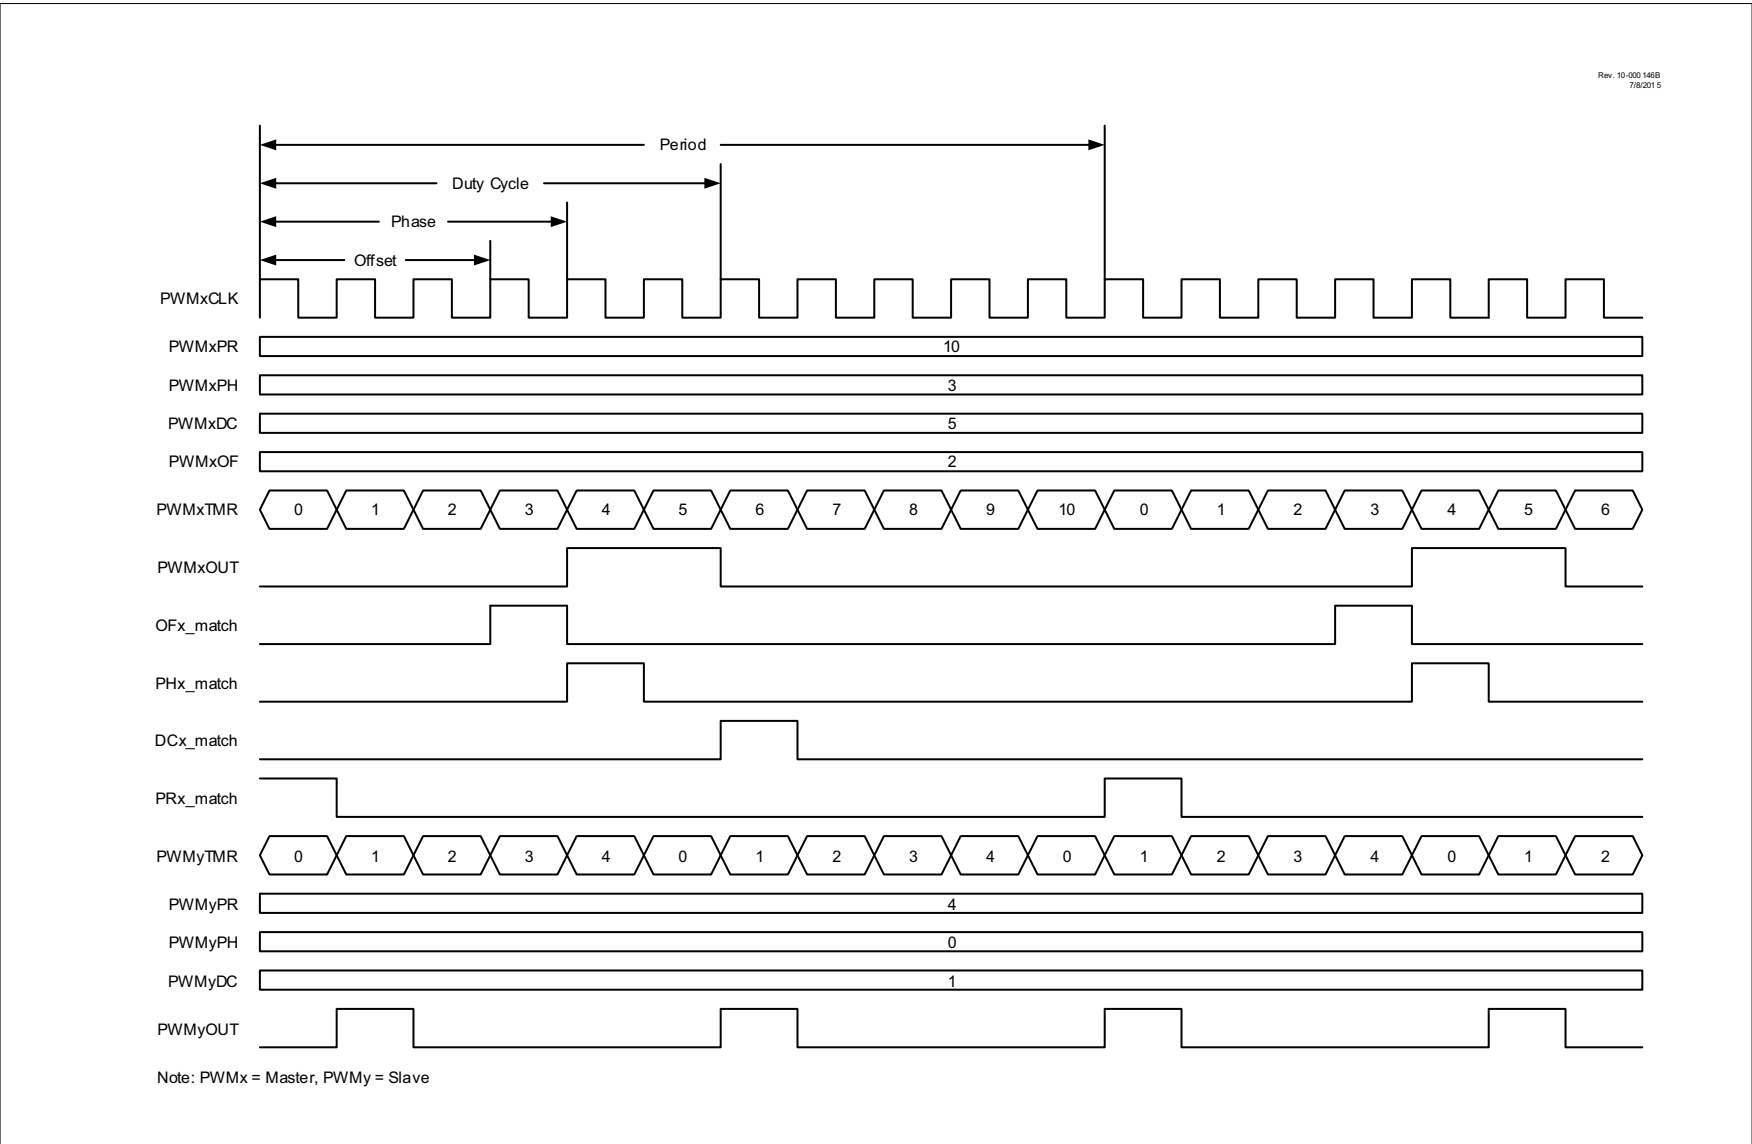 Rev. 10-000 146B
7/8/201 5
Period
Duty Cycle
Phase
Offset
PWMxCLK
PWMxPR 10
PWMxPH 3
PWMxDC 5
PWMxOF 2
PWMxTMR 0 1 2 3 4 5 6 7 8 9 10 0 1 2 3 4 5 6
PWMxOUT
OFx_match
PHx_match
DCx_match
PRx_match
PWMyTMR 0 1 2 3 4 0 1 2 3 4 0 1 2 3 4 0 1 2
PWMyPR 4
PWMyPH 0
PWMyDC 1
PWMyOUT
Note: PWMx = Master, PWMy = Slave